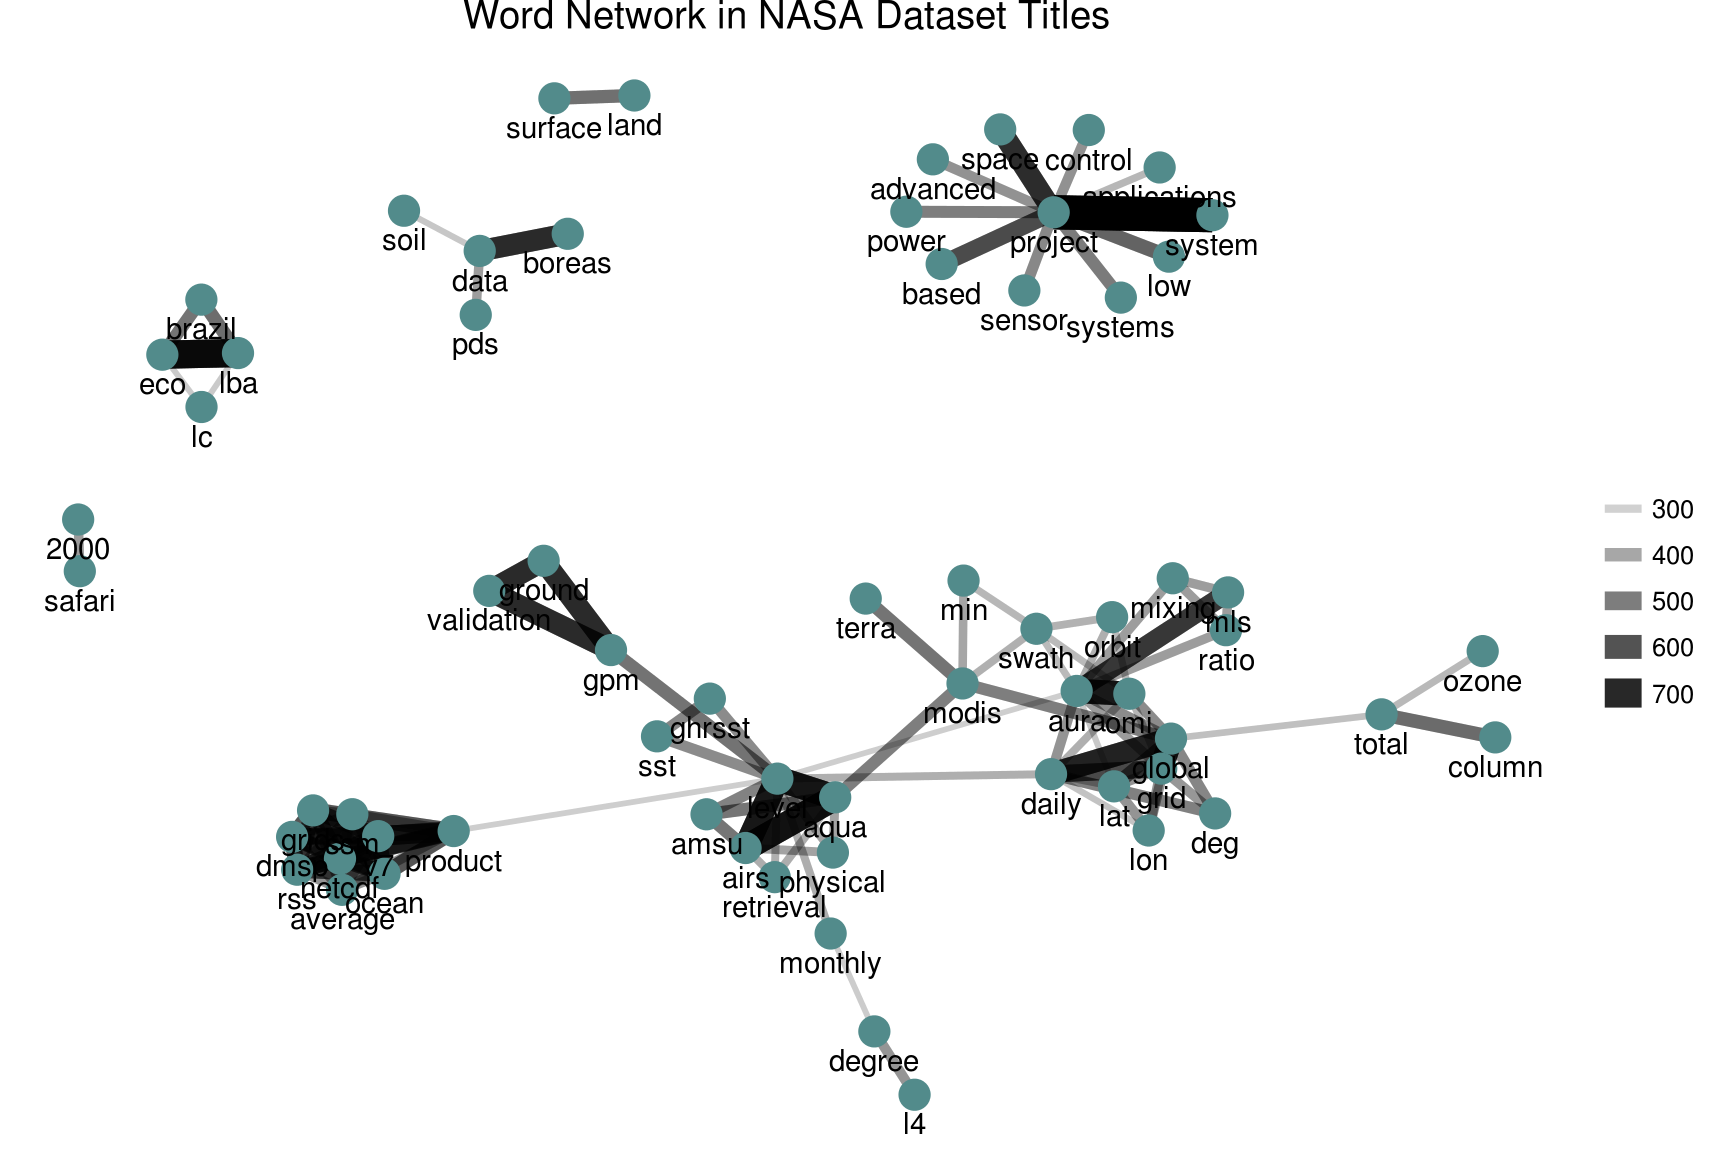 Word Network in NASA Dataset Titles
surface
land
space
control
advanced
applications
soil
boreas
data
power
project
system
based
low
sensor
systems
pds
brazil
eco
lba
lc
2000
safari
300
400
500
600
700
ground
validation
gpm
terra
min
mixing
mls
swath
orbit
ratio
ozone
ghrsst
modis
aura
omi
sst
total
column
global
level
daily
lat
grid
aqua
amsu
deg
lon
product
dmsp
v7
airs
physical
netcdf
rss
ocean
retrieval
average
monthly
degree
l4